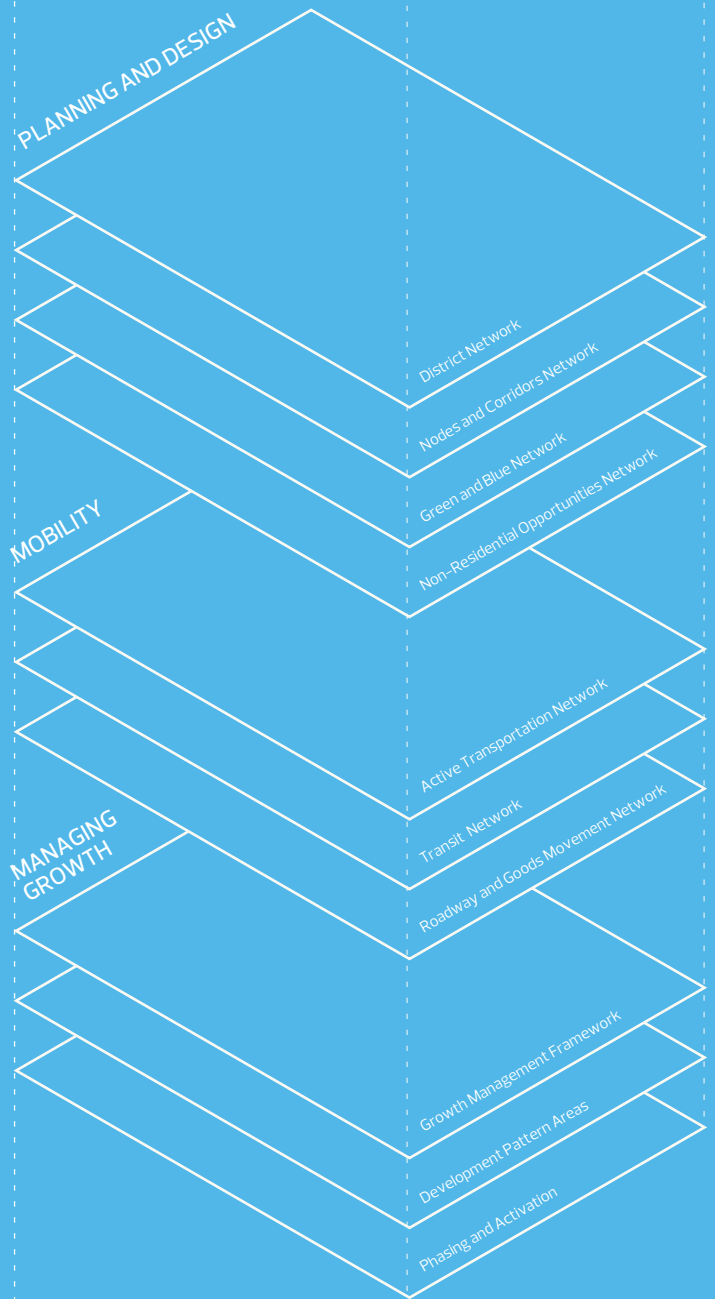 PLANNING AND DESIGN
District Network
Nodes and Corridors Network
Green and Blue Network
Non-Residential Opportunities Network
MOBILITY
Active Transportation Network
Transit Network
Roadway and Goods Movement Network
MANAGING
GROWTH
Growth Management Framework
Development Pattern Areas
Phasing and Activation